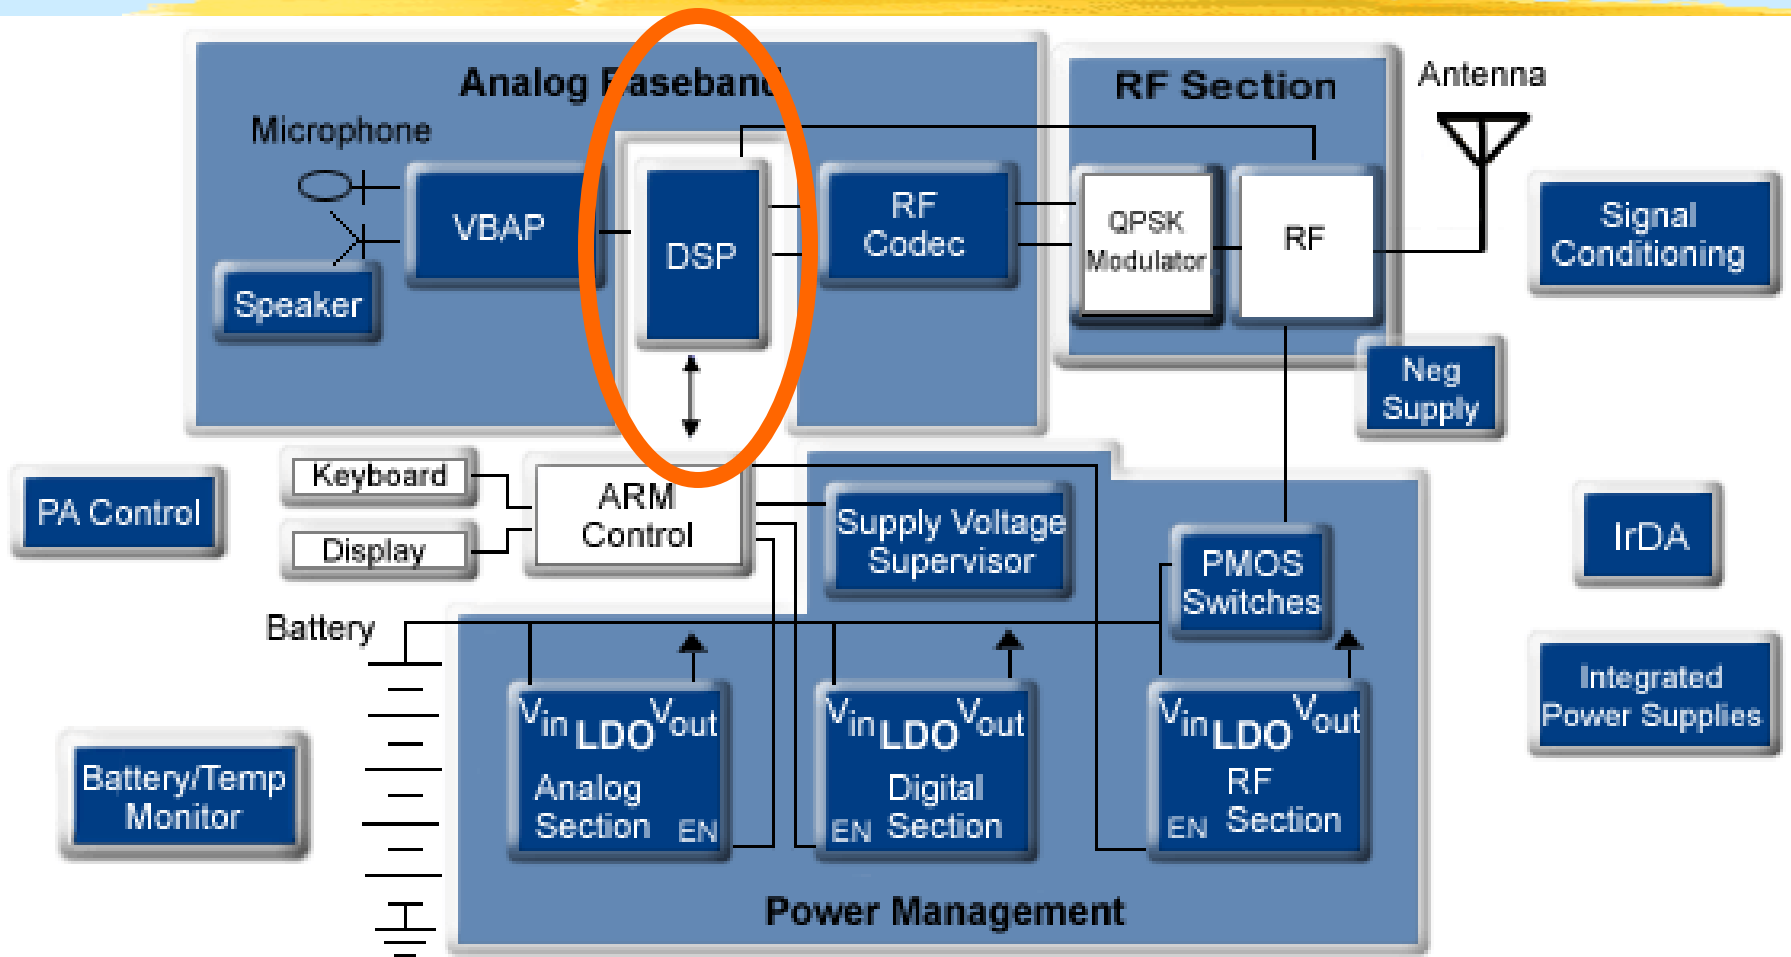 Analog Baseband
RF Section
Antenna
Microphone
VBAP
DSP
RF
Codec
QPSK
Modulator
RF
Signal
Conditioning
Speaker
Neg
Supply
Keyboard
Display
ARM
Control
PA Control
Supply Voltage
Supervisor
PMOS
Switches
IrDA
Battery
Vin LDO Vout
Analog
Section EN
Vin LDO Vout
Digital
EN Section
Vin LDO Vout
RF
EN Section
Integrated
Power Supplies
Battery/Temp
Monitor
Power Management